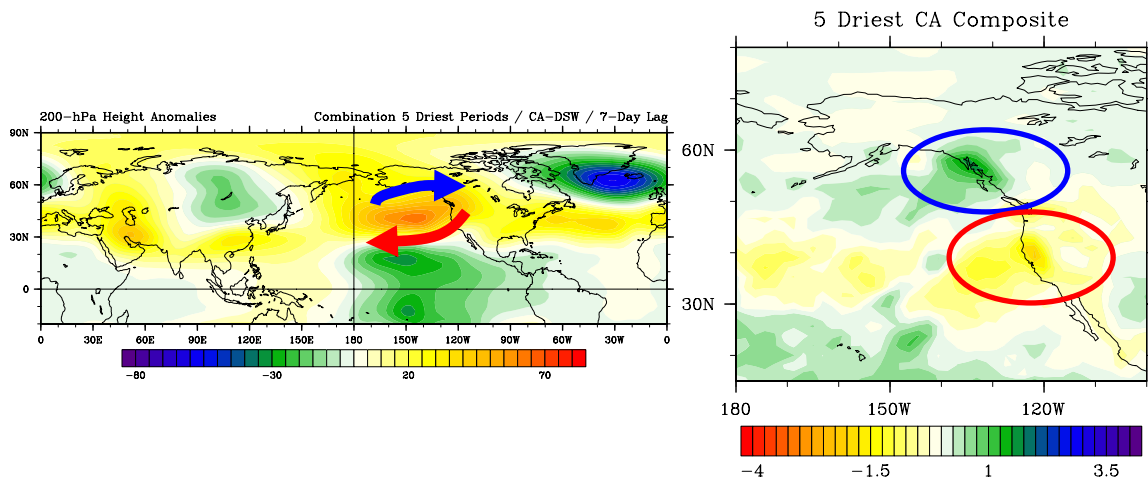 5 Driest CA Composite
200-hPa Height Anomalies Combination 5 Driest Periods / CA-DSW / 7-Day Lag
90N
60N
30N
0
0 30E 60E 90E 120E 150E 180 150W 120W 90W 60W 30W 0
-80 -30 20 70
60N
30N
180 150W 120W
-4 -1.5 1 3.5